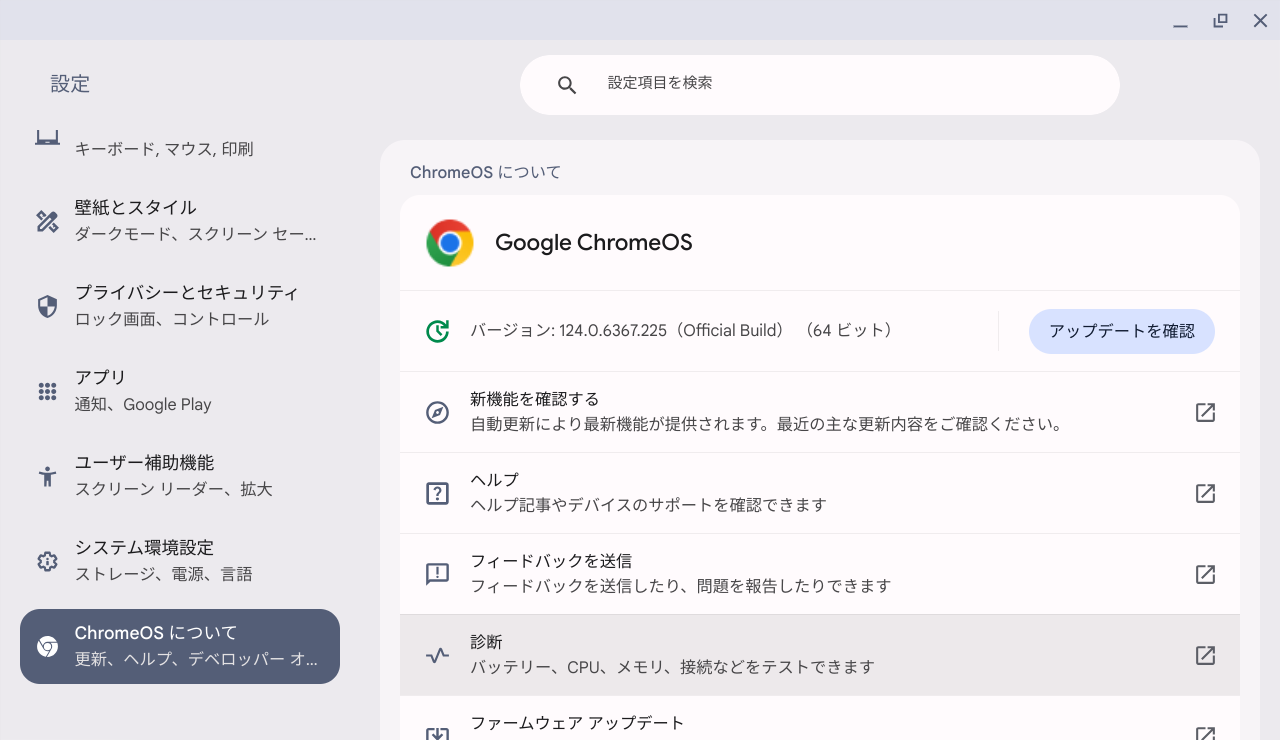 設定
設定項目を検索
キーボード, マウス, 印刷
壁紙とスタイル
ダークモード、スクリーン セー...
プライバシーとセキュリティ
ロック画面、コントロール
アプリ
通知、Google Play
ユーザー補助機能
スクリーン リーダー、拡大
システム環境設定
ストレージ、電源、言語
ChromeOS について
更新、ヘルプ、デベロッパー オ...
ChromeOS について
Google ChromeOS
バージョン: 124.0.6367.225（Official Build） （64 ビット）
アップデートを確認
新機能を確認する
自動更新により最新機能が提供されます。最近の主な更新内容をご確認ください。
ヘルプ
ヘルプ記事やデバイスのサポートを確認できます
フィードバックを送信
フィードバックを送信したり、問題を報告したりできます
診断
バッテリー、CPU、メモリ、接続などをテストできます
ファームウェア アップデート